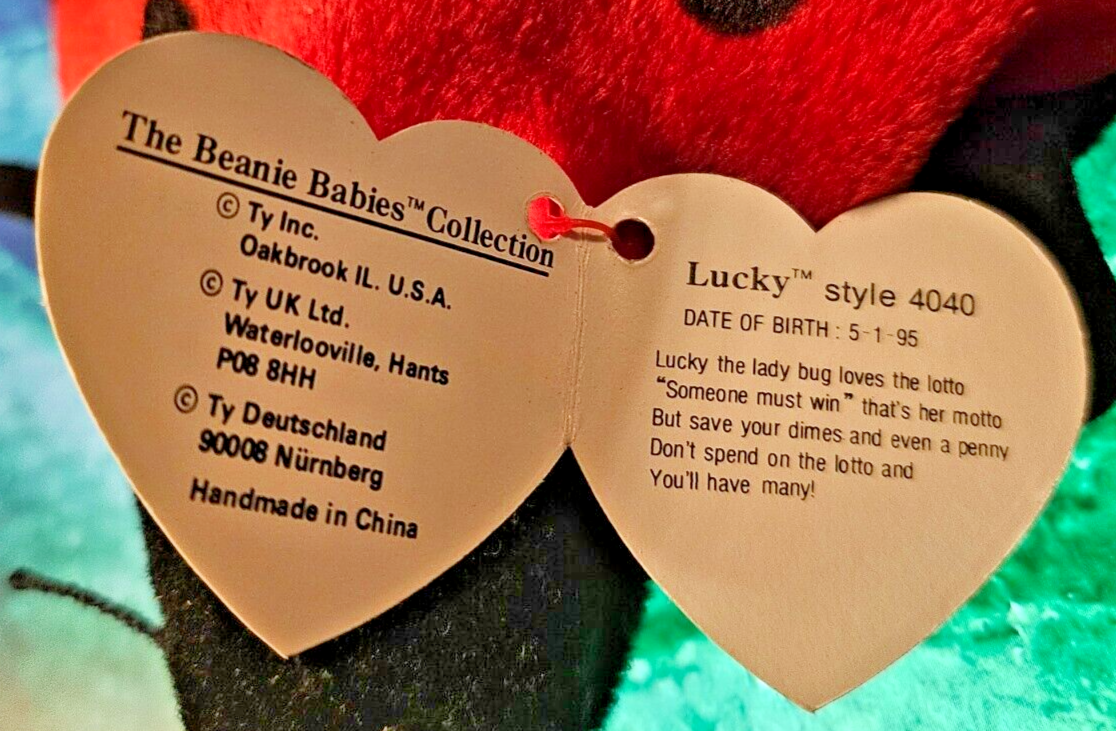 The Beanie Babies™ Collection
© Ty Inc.
Oakbrook IL. U.S.A.
© Ty UK Ltd.
Waterlooville, Hants
P08 8HH
© Ty Deutschland
90008 Nürnberg
Handmade in China
Lucky™ style 4040
DATE OF BIRTH : 5-1-95
Lucky the lady bug loves the lotto
“Someone must win” that's her motto
But save your dimes and even a penny
Don't spend on the lotto and
You'll have many!